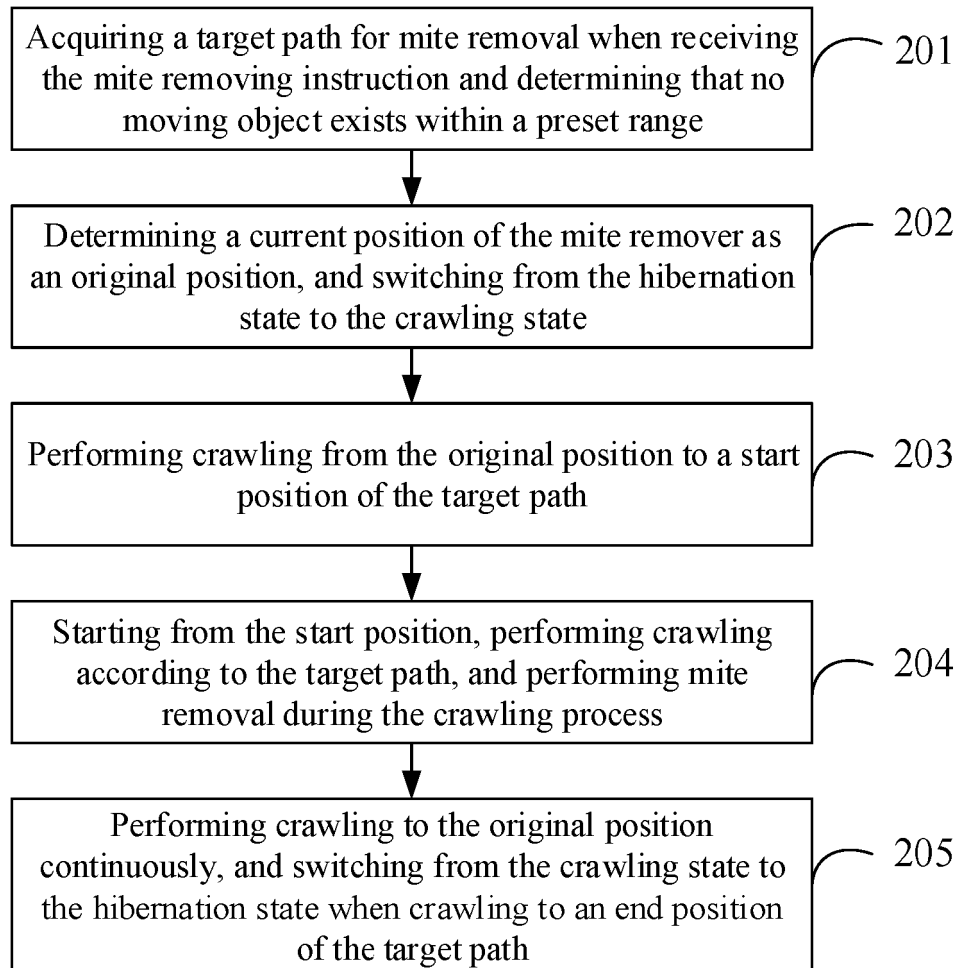 Acquiring a target path for mite removal when receiving
the mite removing instruction and determining that no
moving object exists within a preset range
201
Determining a current position of the mite remover as
an original position, and switching from the hibernation
state to the crawling state
202
Performing crawling from the original position to a start
position of the target path
203
Starting from the start position, performing crawling
according to the target path, and performing mite
removal during the crawling process
204
Performing crawling to the original position
continuously, and switching from the crawling state to
the hibernation state when crawling to an end position
of the target path
205